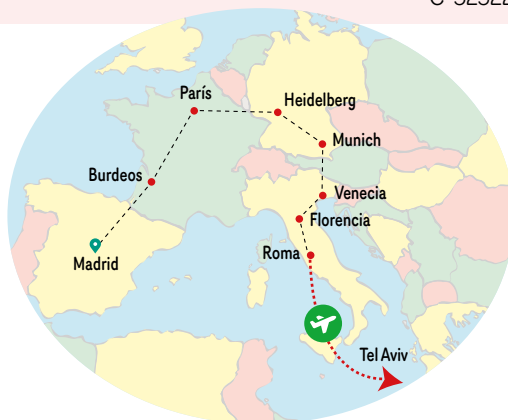 París
Heidelberg
Munich
Burdeos
Venecia
Florencia
Roma
Madrid
Tel Aviv